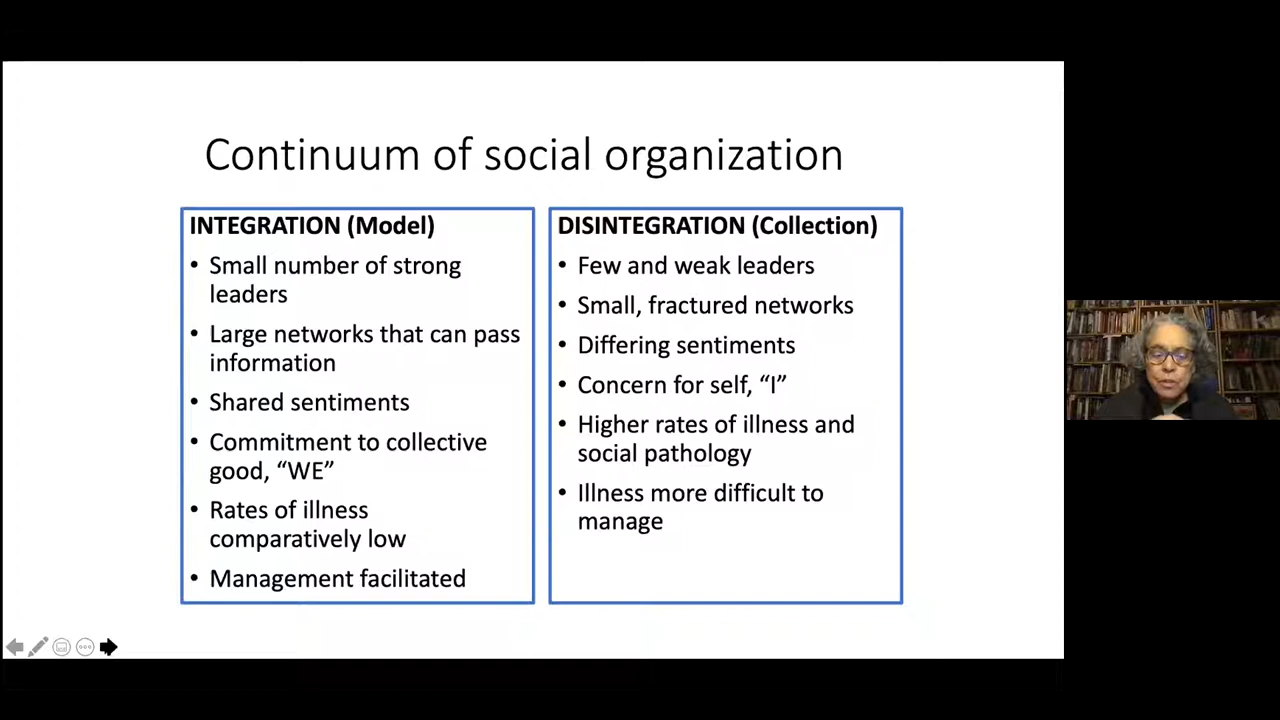 Continuum of social organization
INTEGRATION (Model)
• Small number of strong
leaders
• Large networks that can pass
information
• Shared sentiments
• Commitment to collective
good, “WE”
• Rates of illness
comparatively low
• Management facilitated
DISINTEGRATION (Collection)
• Few and weak leaders
• Small, fractured networks
• Differing sentiments
• Concern for self, “I”
• Higher rates of illness and
social pathology
• Illness more difficult to
manage